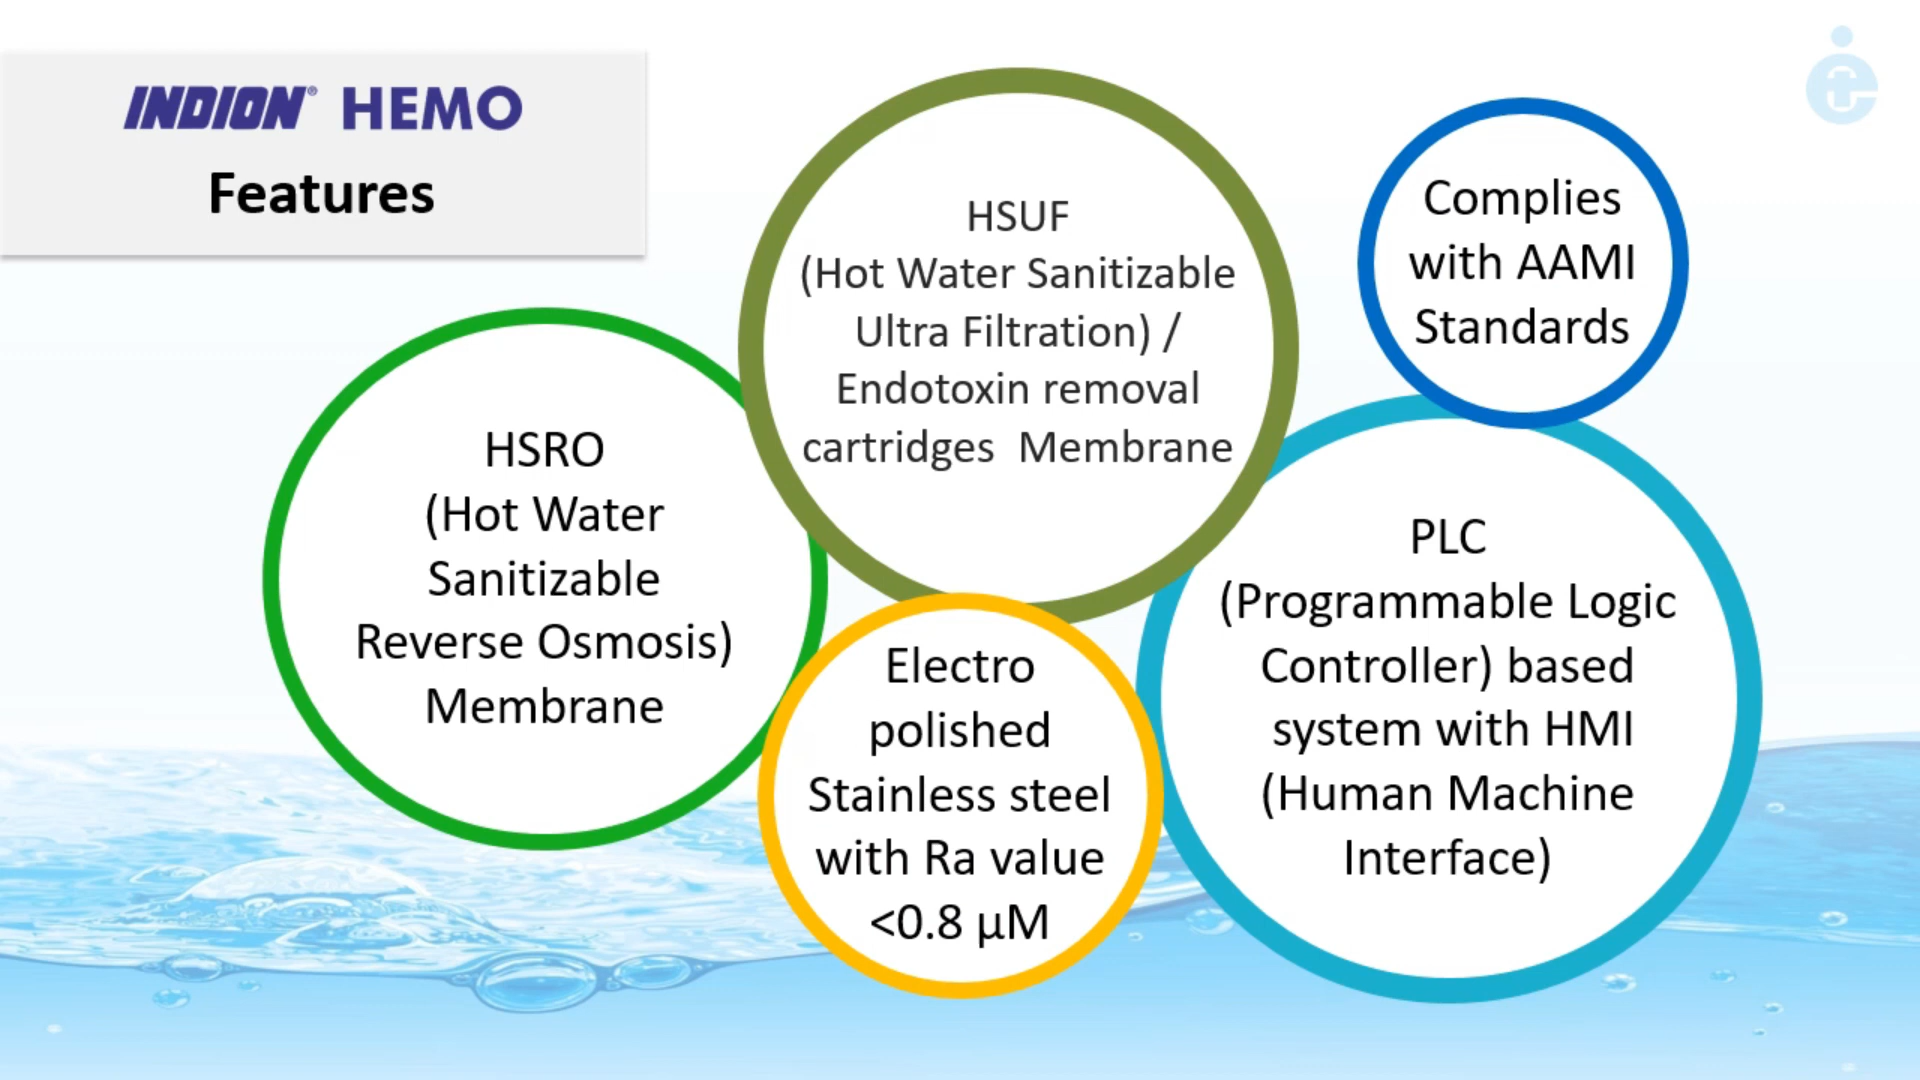 INDION® HEMO
Features
HSUF
(Hot Water Sanitizable
Ultra Filtration) /
Endotoxin removal
cartridges  Membrane
Complies
with AAMI
Standards
HSRO
(Hot Water
Sanitizable
Reverse Osmosis)
Membrane
PLC
(Programmable Logic
Controller) based
system with HMI
(Human Machine
Interface)
Electro
polished
Stainless steel
with Ra value
<0.8 µM